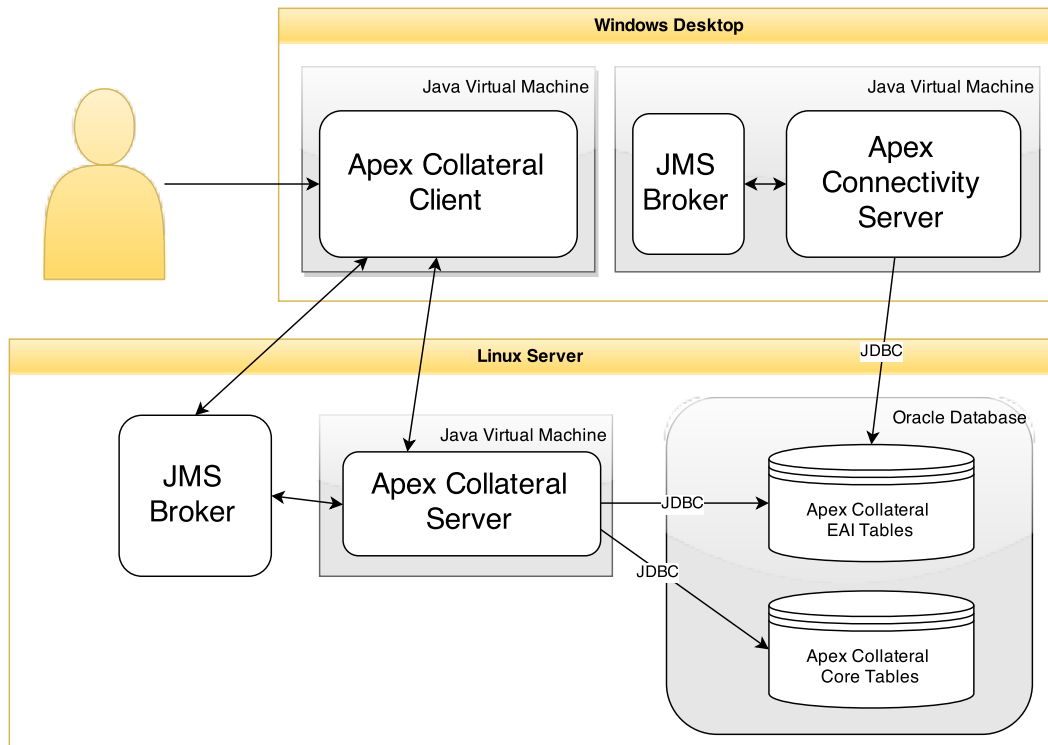 Windows Desktop
Java Virtual Machine
Apex Collateral
Client
Java Virtual Machine
JMS
Broker
Apex
Connectivity
Server
JDBC
Linux Server
JMS
Broker
Java Virtual Machine
Apex Collateral
Server
JDBC
JDBC
Oracle Database
Apex Collateral
EAI Tables
Apex Collateral
Core Tables